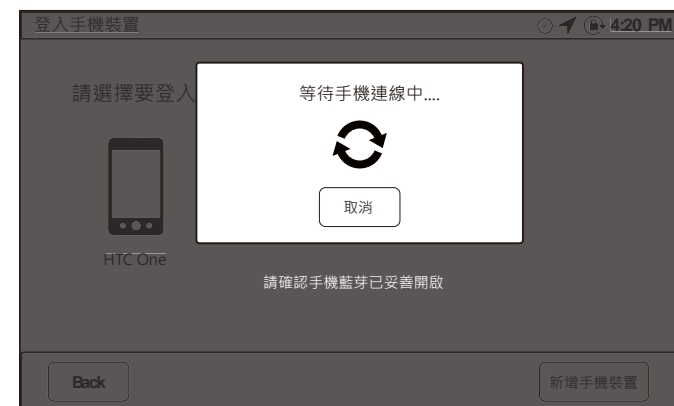 登入手機裝置
4:20 PM
請選擇要登入
等待手機連線中....
取消
HTC One
請確認手機藍芽已妥善開啟
Back
新增手機裝置